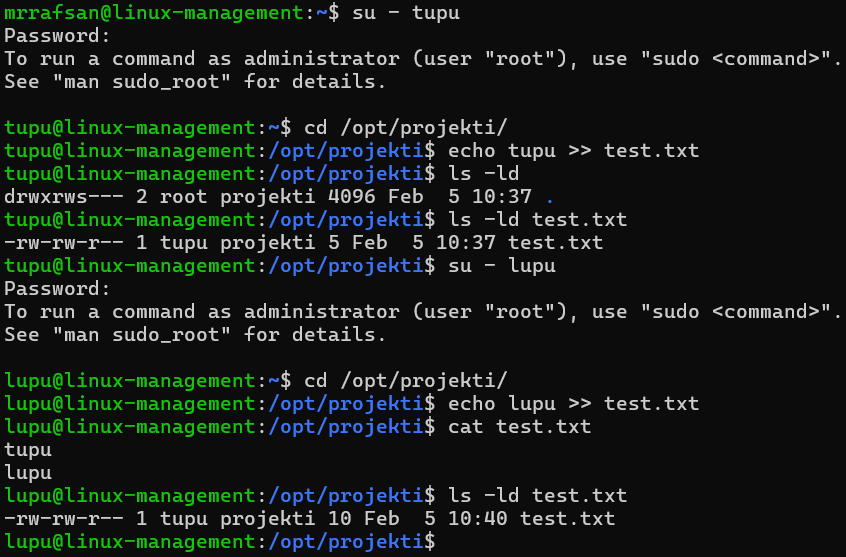 mrrafsan@linux-management:~$ su - tupu
Password:
To run a command as administrator (user "root"), use "sudo <command>".
See "man sudo_root" for details.

tupu@linux-management:~$ cd /opt/projekti/
tupu@linux-management:/opt/projekti$ echo tupu >> test.txt
tupu@linux-management:/opt/projekti$ ls -ld
drwxrws--- 2 root projekti 4096 Feb  5 10:37 .
tupu@linux-management:/opt/projekti$ ls -ld test.txt
-rw-rw-r-- 1 tupu projekti 5 Feb  5 10:37 test.txt
tupu@linux-management:/opt/projekti$ su - lupu
Password:
To run a command as administrator (user "root"), use "sudo <command>".
See "man sudo_root" for details.

lupu@linux-management:~$ cd /opt/projekti/
lupu@linux-management:/opt/projekti$ echo lupu >> test.txt
lupu@linux-management:/opt/projekti$ cat test.txt
tupu
lupu
lupu@linux-management:/opt/projekti$ ls -ld test.txt
-rw-rw-r-- 1 tupu projekti 10 Feb  5 10:40 test.txt
lupu@linux-management:/opt/projekti$